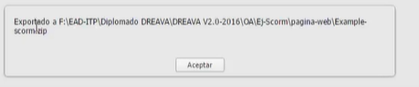 Exportado a F:\EAD-ITP\Diplomado DREAVA\DREAVA V2.0-2016\OA\Ej-Scorm\pagina-web\Example-
scorm.zip
Aceptar